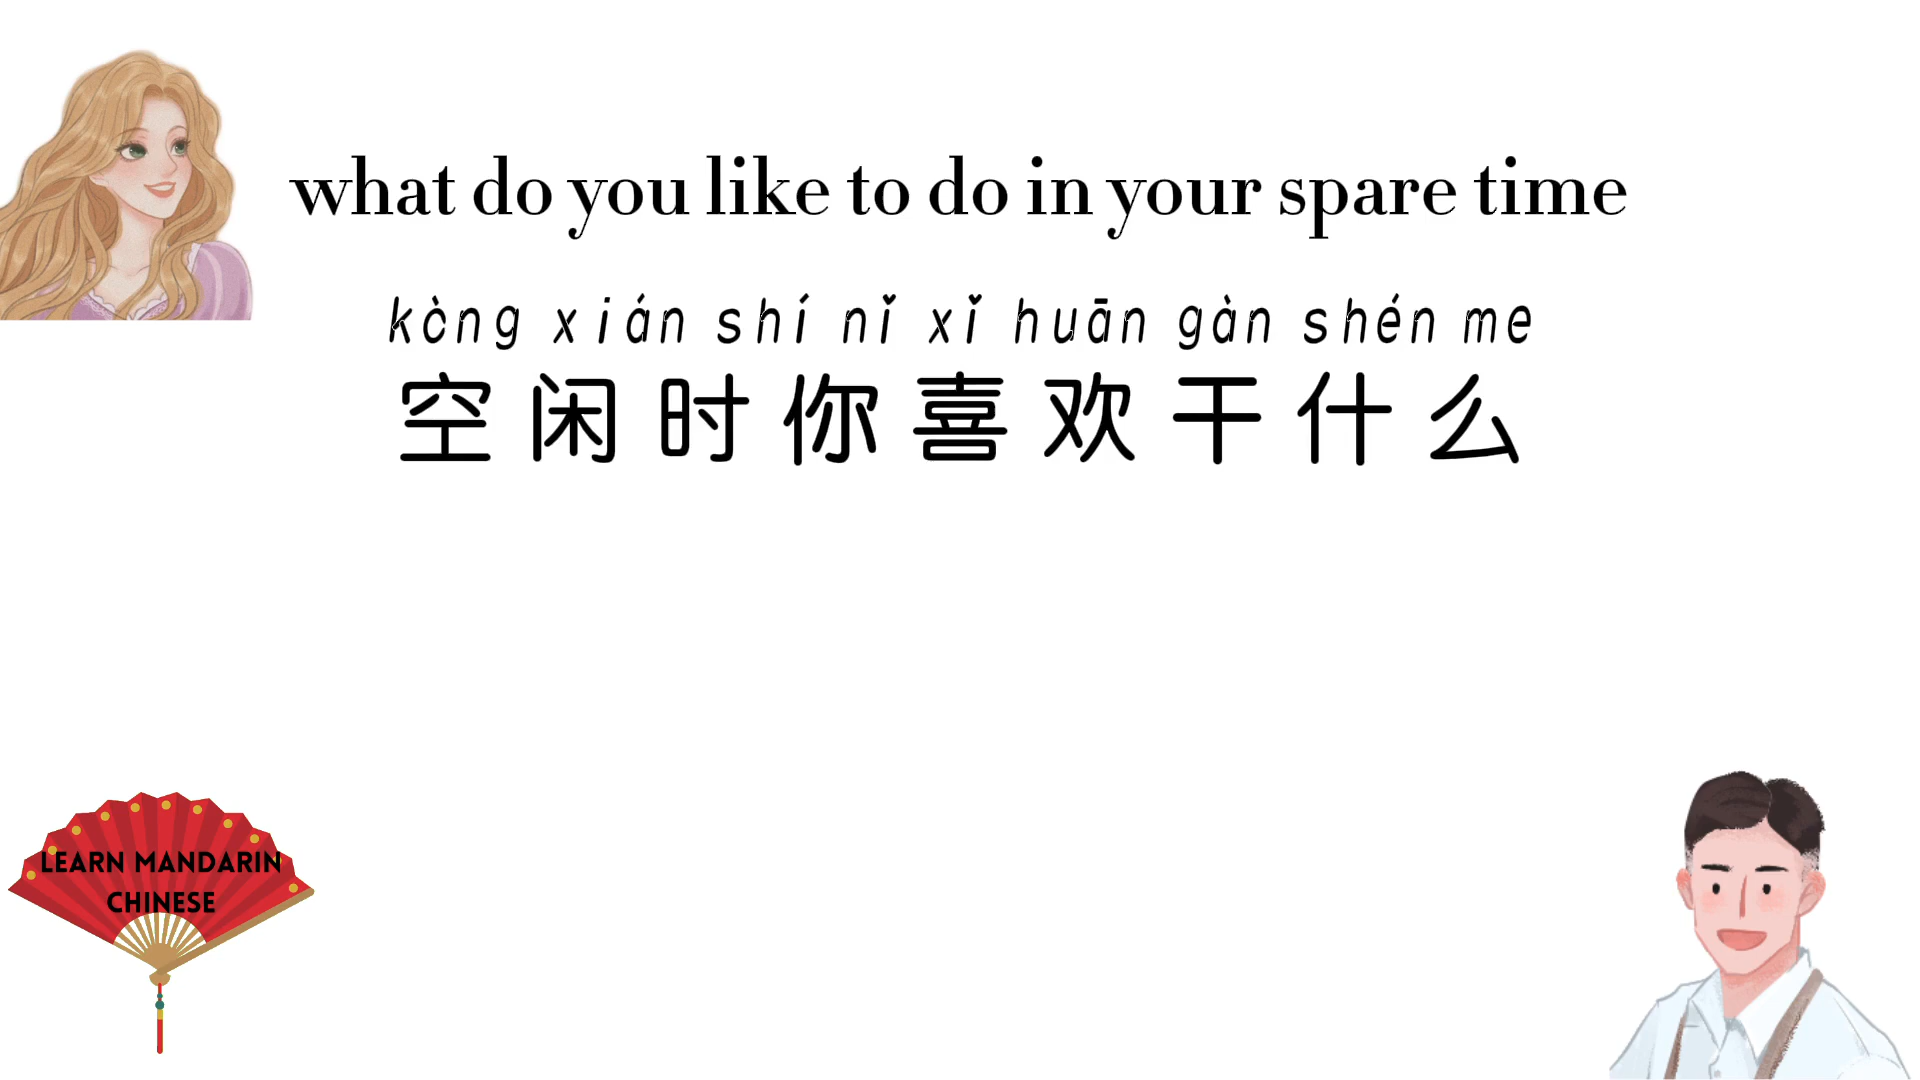 what do you like to do in your spare time
kòng xián shí nǐ xǐ huān gàn shén me
空闲时你喜欢干什么
LEARN MANDARIN
CHINESE